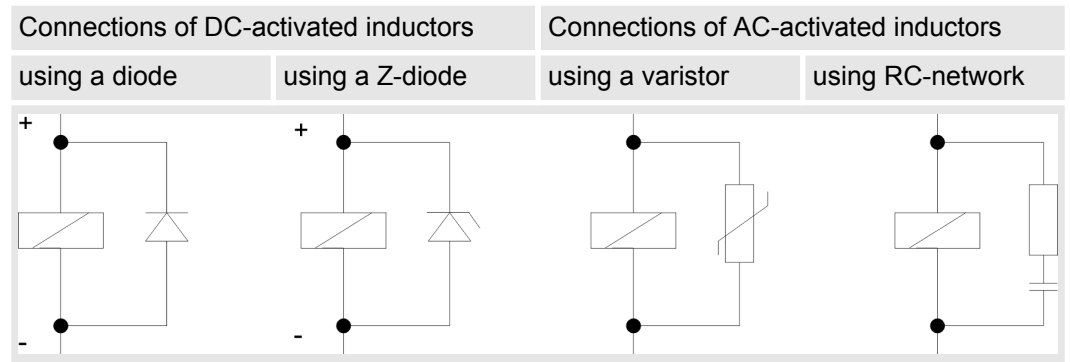 Connections of DC-activated inductors Connections of AC-activated inductors
using a diode using a Z-diode using a varistor using RC-network
+ +
- -